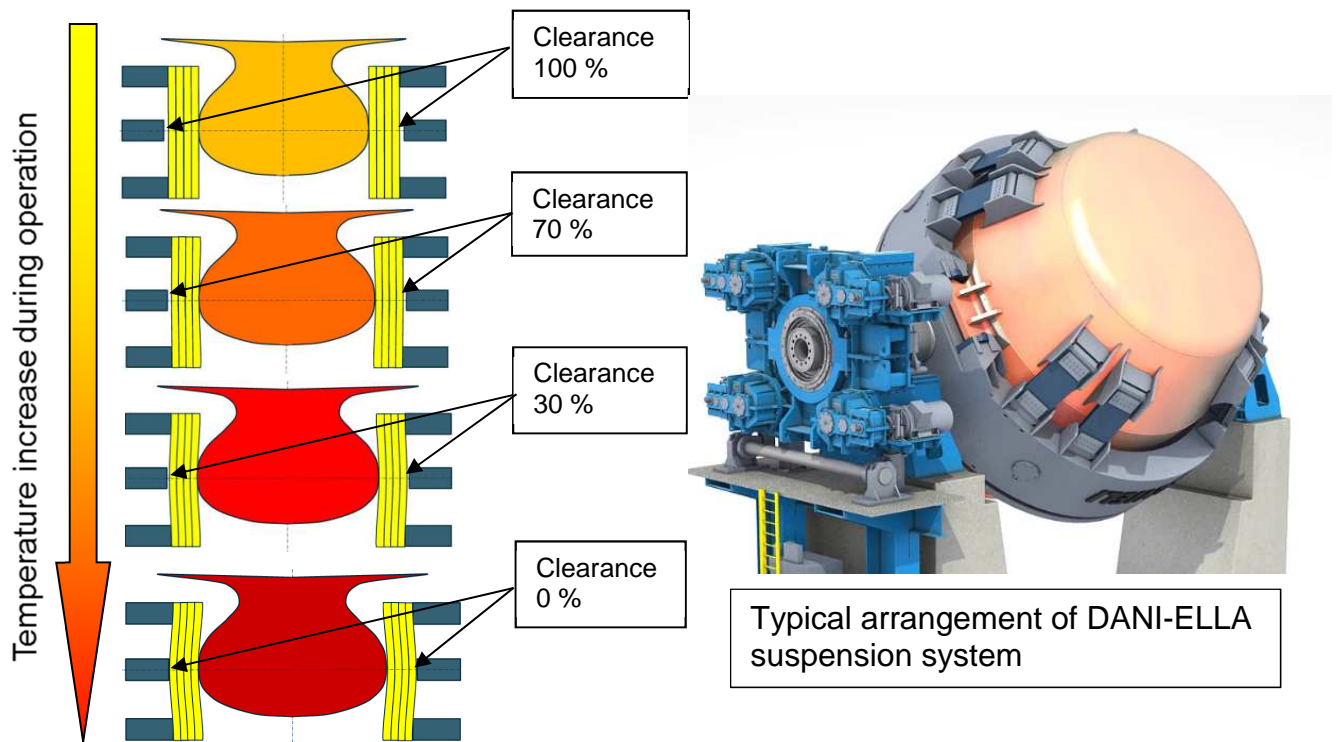 Temperature increase during operation
Clearance
100 %
Clearance
70 %
Clearance
30 %
Clearance
0 %
Typical arrangement of DANI-ELLA
suspension system